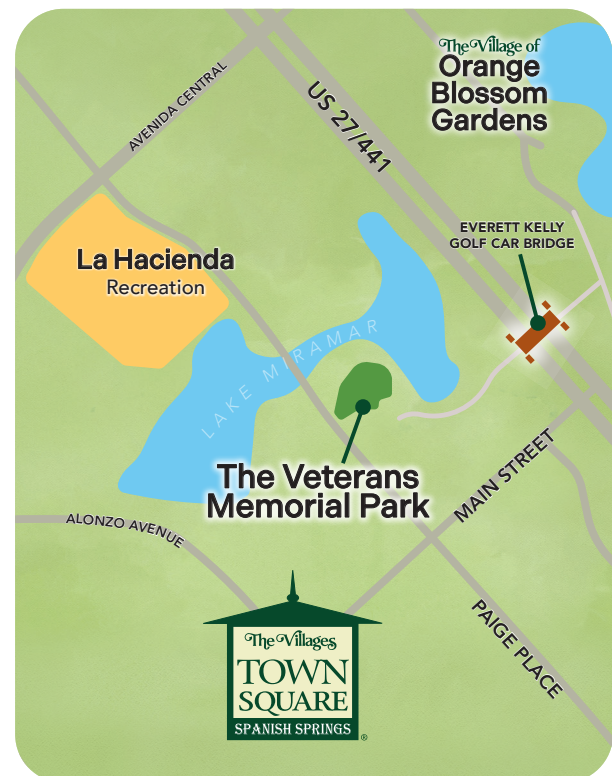 The Village of
Orange
Blossom
Gardens
AVENIDA CENTRAL
US 27/441
EVERETT KELLY
GOLF CAR BRIDGE
La Hacienda
Recreation
LAKE MIRAMAR
The Veterans
Memorial Park
MAIN STREET
ALONZO AVENUE
PAIGE PLACE
The Villages
TOWN
SQUARE
SPANISH SPRINGS
®